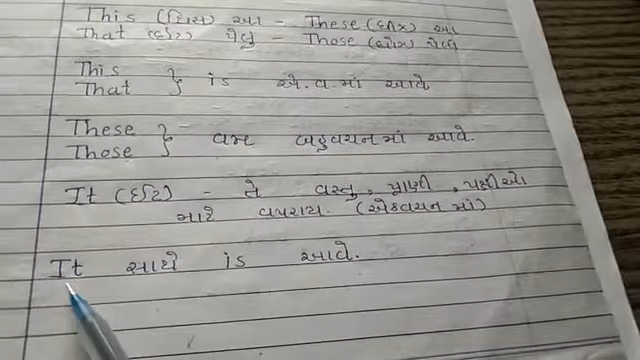 This (ધિસ) આ - These (ધીઝ) આ
That (ધેટ) પેલું - Those (ધોઝ) પેલાં
This
That } is એ.વ.માં આવે
These
Those } વમ બહુવચનમાં આવે.
It (ઈટ) - તે વસ્તુ, પ્રાણી, પક્ષીઓ
માટે વપરાય. (એકવચન માં)
It સાથે is આવે.